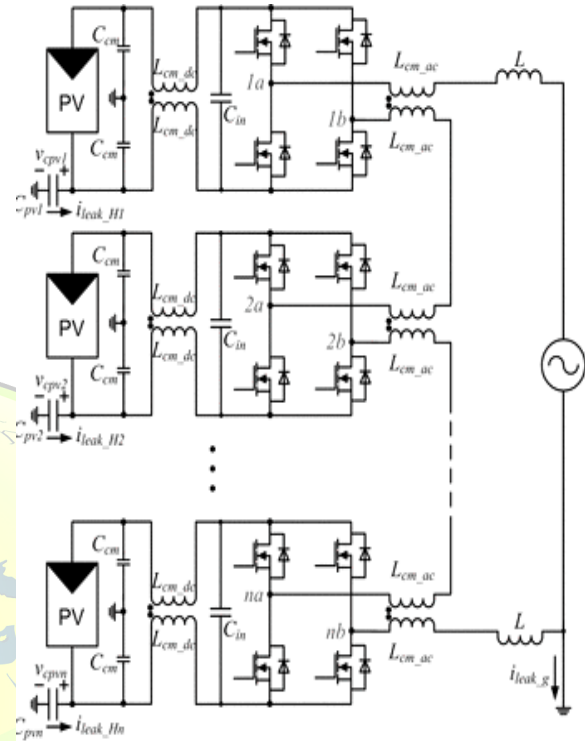 C_cm
L_cm_dc
L_cm_dc
PV
C_in
1a
1b
L_cm_ac
L_cm_ac
L
C_cm
v_cpv1
− +
C_pv1
i_leak_H1
C_cm
L_cm_dc
L_cm_dc
PV
C_in
2a
2b
L_cm_ac
L_cm_ac
C_cm
v_cpv2
− +
C_pv2
i_leak_H2
C_cm
L_cm_dc
L_cm_dc
PV
C_in
na
nb
L_cm_ac
L_cm_ac
L
C_cm
v_cpvn
− +
C_pvn
i_leak_Hn
i_leak_g